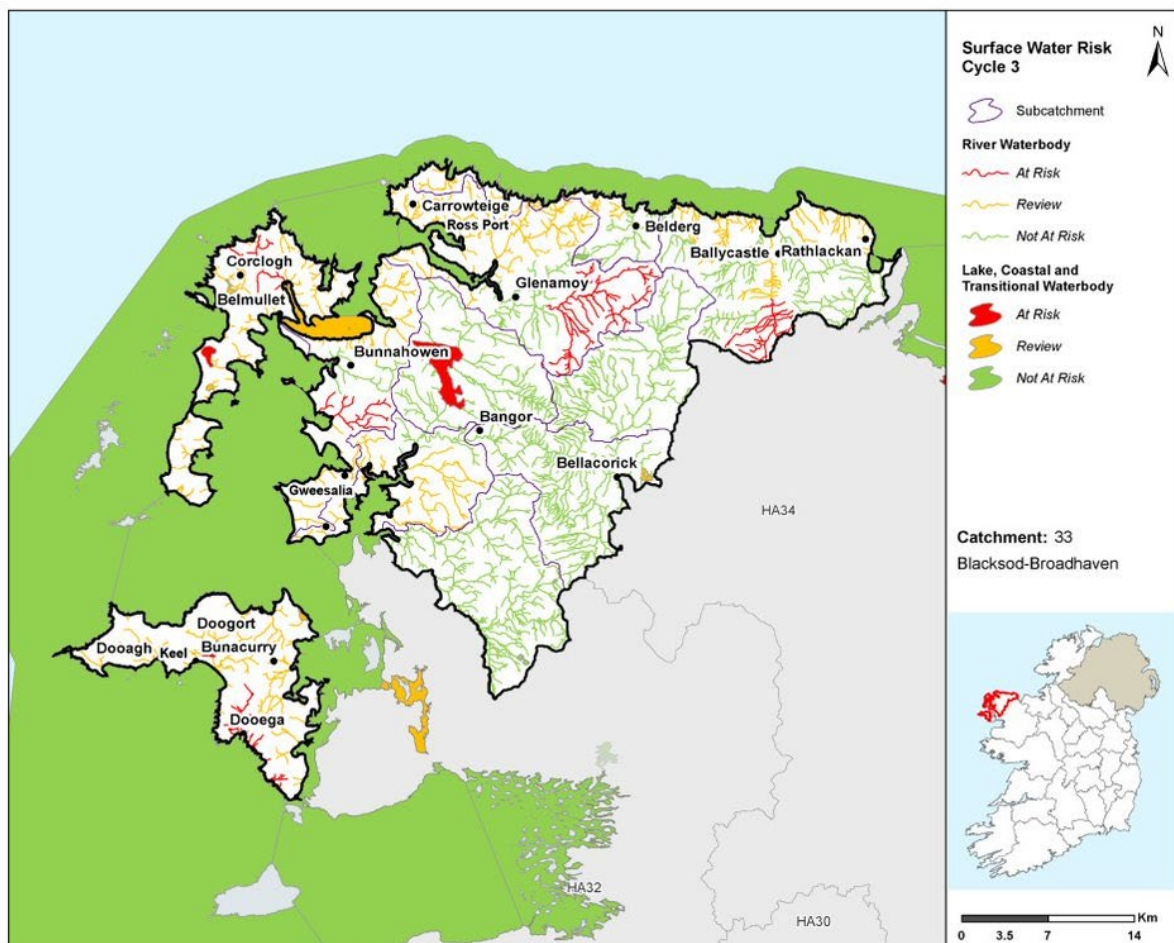 Carrowteige
Ross Port
Belderg
Ballycastle
Rathlackan
Corclogh
Glenamoy
Belmullet
Bunnahowen
Bangor
Bellacorick
Gweesalia
HA34
Doogort
Dooagh
Keel
Bunacurry
Dooega
HA32
HA30
Surface Water Risk
Cycle 3
N
Subcatchment
River Waterbody
At Risk
Review
Not At Risk
Lake, Coastal and
Transitional Waterbody
At Risk
Review
Not At Risk
Catchment: 33
Blacksod-Broadhaven
Km
0 3.5 7 14